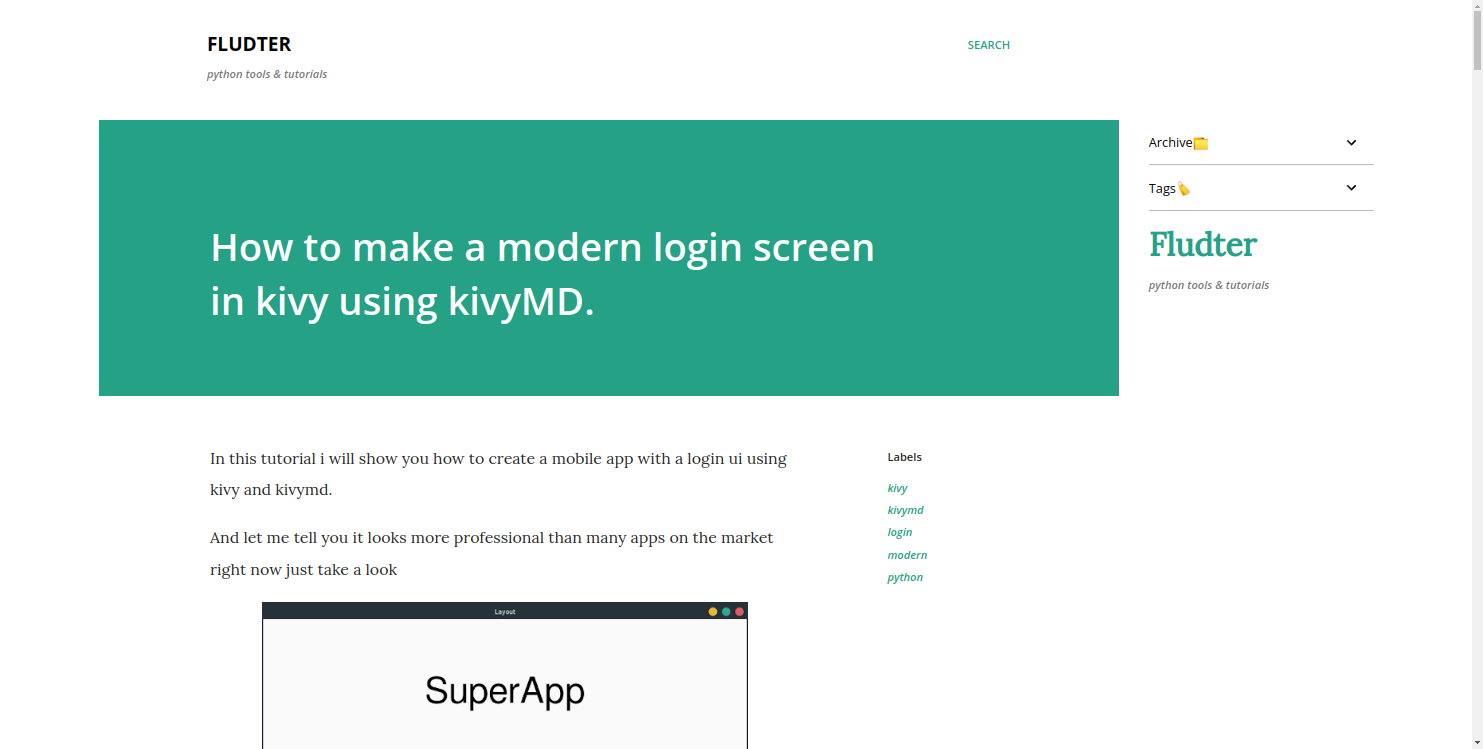 FLUDTER
SEARCH
python tools & tutorials
Archive📁
Tags🏷️
Fludter
python tools & tutorials
How to make a modern login screen
in kivy using kivyMD.
In this tutorial i will show you how to create a mobile app with a login ui using
kivy and kivymd.
And let me tell you it looks more professional than many apps on the market
right now just take a look
Labels
kivy
kivymd
login
modern
python
Layout
SuperApp